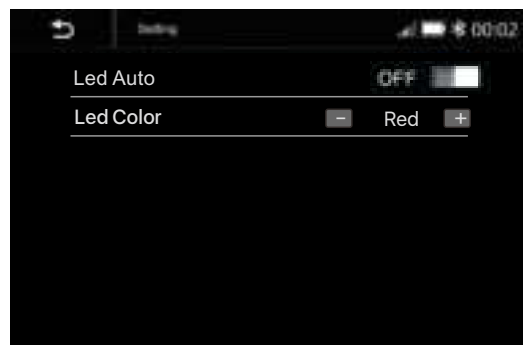 Setting 00:02
Led Auto OFF
Led Color - Red +